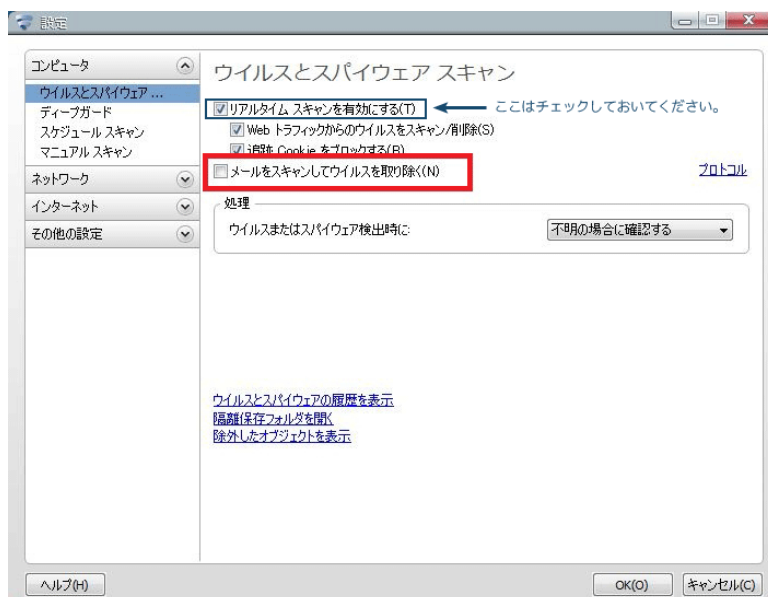 設定
コンピュータ
ウイルスとスパイウェア ...
ディープガード
スケジュール スキャン
マニュアル スキャン
ネットワーク
インターネット
その他の設定
ウイルスとスパイウェア スキャン
リアルタイム スキャンを有効にする(T)
ここはチェックしておいてください。
Web トラフィックからのウイルスをスキャン/削除(S)
追跡 Cookie をブロックする(B)
メールをスキャンしてウイルスを取り除く(N)
プロトコル
処理
ウイルスまたはスパイウェア検出時に:
不明の場合に確認する
ウイルスとスパイウェアの履歴を表示
隔離保存フォルダを開く
除外したオブジェクトを表示
ヘルプ(H)
OK(O)
キャンセル(C)